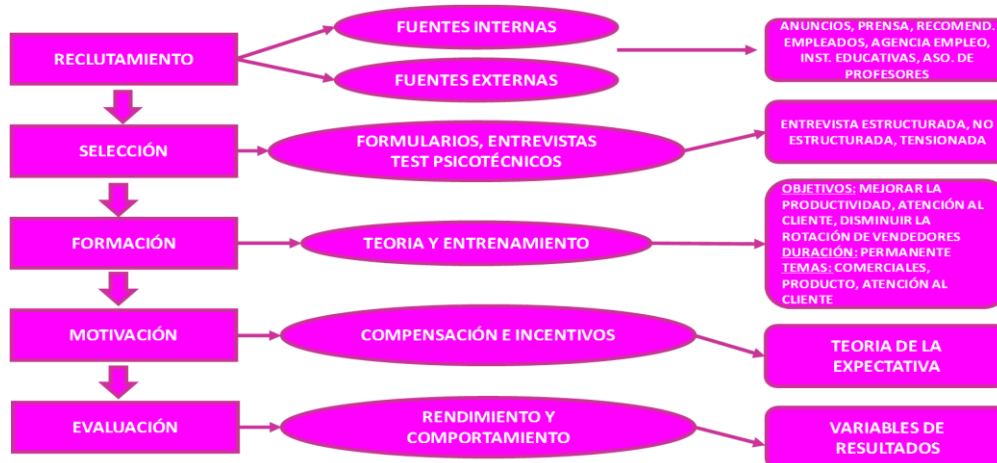 RECLUTAMIENTO
FUENTES INTERNAS
FUENTES EXTERNAS
ANUNCIOS, PRENSA, RECOMEND.
EMPLEADOS, AGENCIA EMPLEO,
INST. EDUCATIVAS, ASO. DE
PROFESORES
SELECCIÓN
FORMULARIOS, ENTREVISTAS
TEST PSICOTÉCNICOS
ENTREVISTA ESTRUCTURADA, NO
ESTRUCTURADA, TENSIONADA
FORMACIÓN
TEORIA Y ENTRENAMIENTO
OBJETIVOS: MEJORAR LA
PRODUCTIVIDAD, ATENCIÓN AL
CLIENTE, DISMINUIR LA
ROTACIÓN DE VENDEDORES
DURACIÓN: PERMANENTE
TEMAS: COMERCIALES,
PRODUCTO, ATENCIÓN AL
CLIENTE
MOTIVACIÓN
COMPENSACIÓN E INCENTIVOS
TEORIA DE LA
EXPECTATIVA
EVALUACIÓN
RENDIMIENTO Y
COMPORTAMIENTO
VARIABLES DE
RESULTADOS